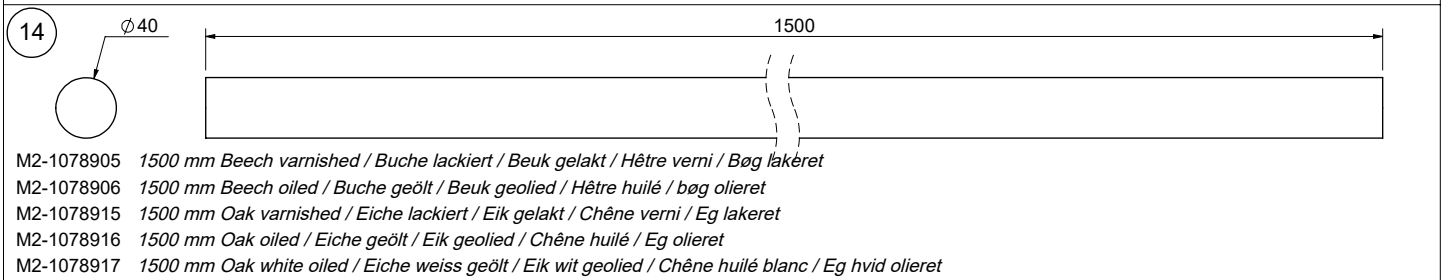 14
⌀40
1500
M2-1078905 1500 mm Beech varnished / Buche lackiert / Beuk gelakt / Hêtre verni / Bøg lakeret
M2-1078906 1500 mm Beech oiled / Buche geölt / Beuk geolied / Hêtre huilé / bøg olieret
M2-1078915 1500 mm Oak varnished / Eiche lackiert / Eik gelakt / Chêne verni / Eg lakeret
M2-1078916 1500 mm Oak oiled / Eiche geölt / Eik geolied / Chêne huilé / Eg olieret
M2-1078917 1500 mm Oak white oiled / Eiche weiss geölt / Eik wit geolied / Chêne huilé blanc / Eg hvid olieret